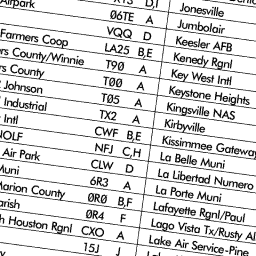 Airpark XTS D,I
06TE A
VQQ D
Farmers Coop LA25 B,E
rs County/Winnie T90 A
rs County T00 A
Johnson T05 A
Industrial TX2 A
Intl CWF B,E
NOLF NFJ C,H
Air Park CLW D
Muni 6R3 A
Marion County 0R0 B,F
arish 0R4 F
h Houston Rgnl CXO A
15J J
Jonesville
Jumbolair
Keesler AFB
Kenedy Rgnl
Key West Intl
Keystone Heights
Kingsville NAS
Kirbyville
Kissimmee Gateway
La Belle Muni
La Libertad Numero
La Porte Muni
Lafayette Rgnl/Paul
Lago Vista Tx/Rusty Al
Lake Air Service-Pine